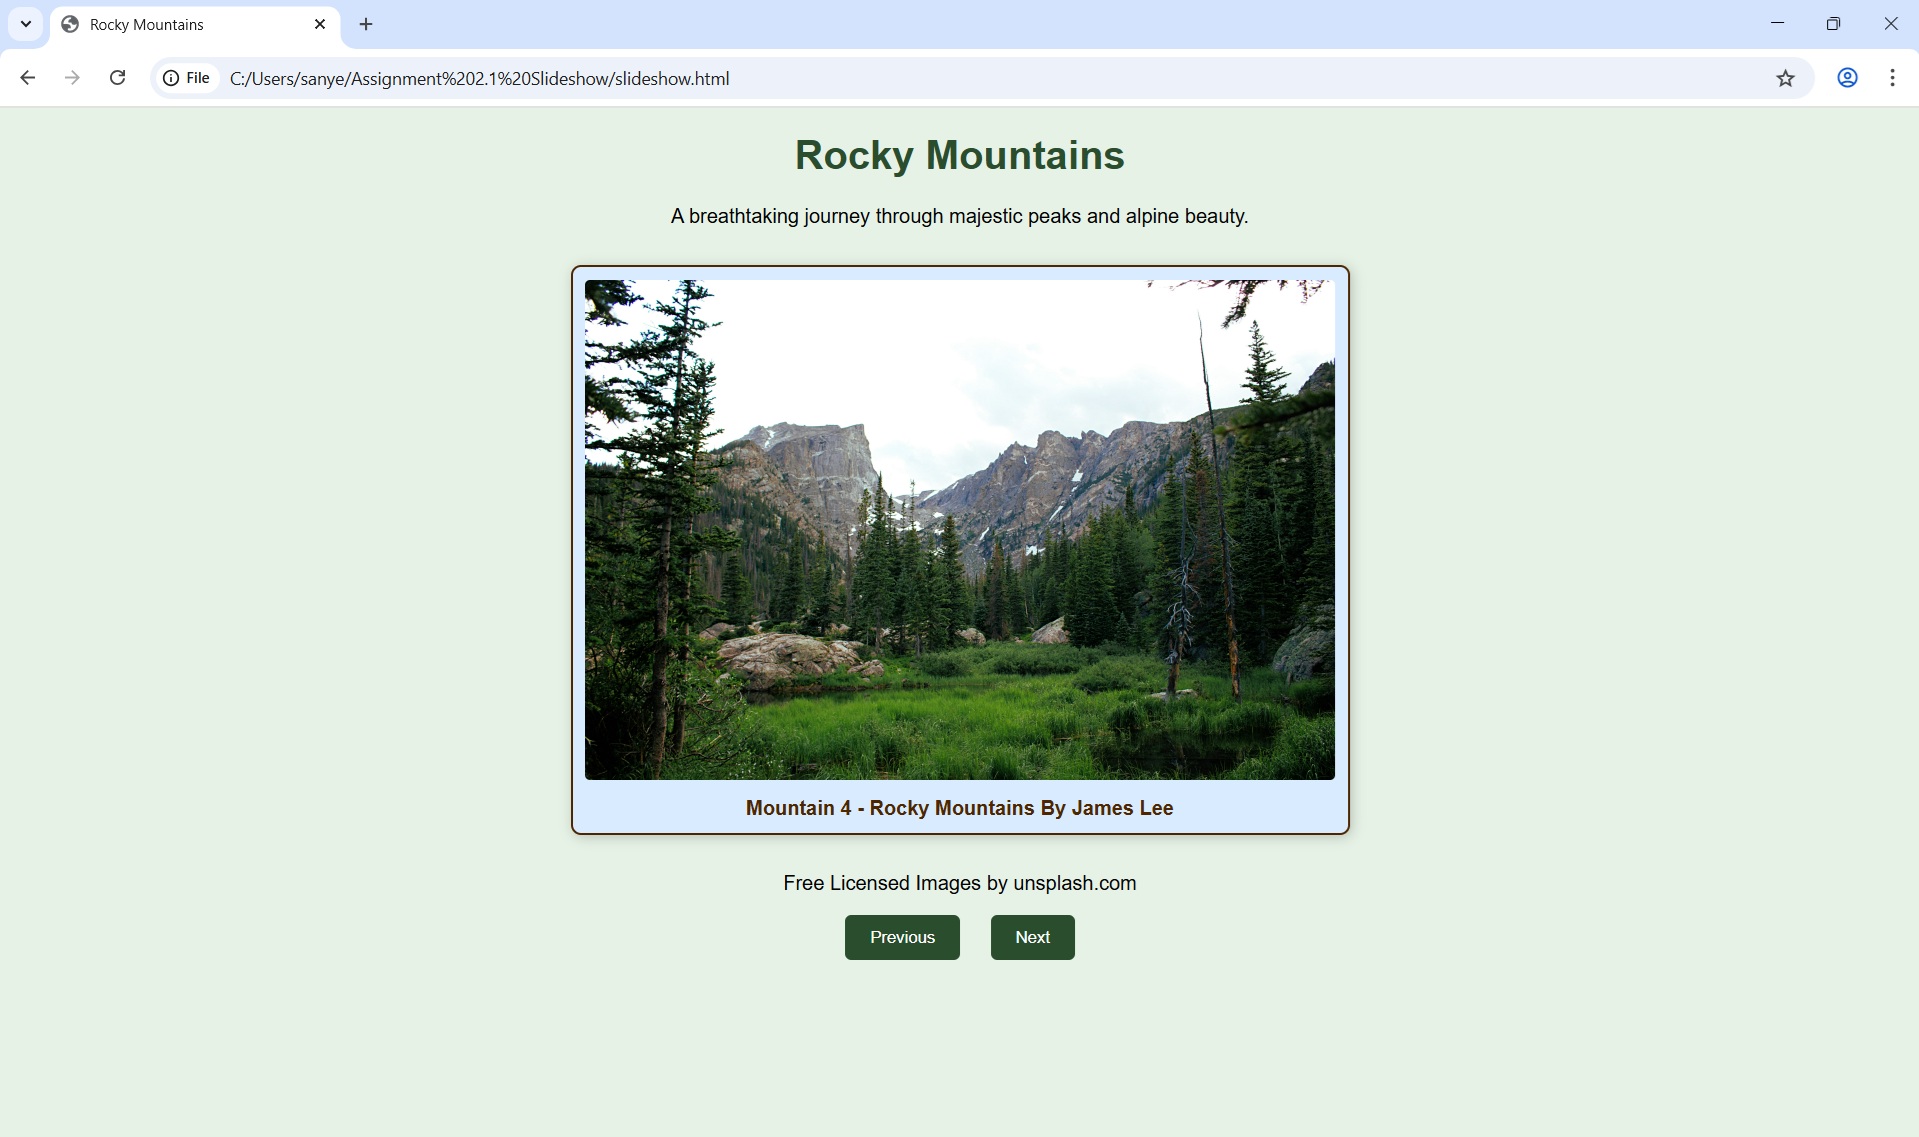 Rocky Mountains
File C:/Users/sanye/Assignment%202.1%20Slideshow/slideshow.html
Rocky Mountains
A breathtaking journey through majestic peaks and alpine beauty.
Mountain 4 - Rocky Mountains By James Lee
Free Licensed Images by unsplash.com
Previous Next